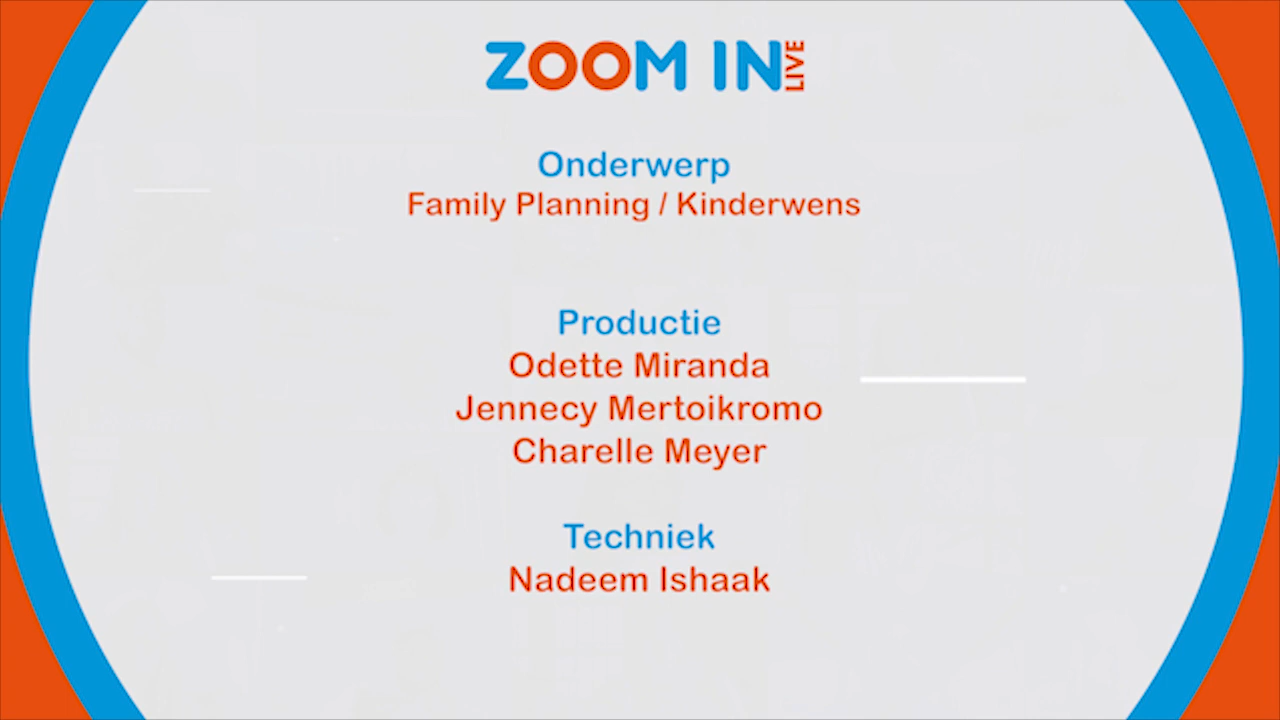 ZOOM IN LIVE
Onderwerp
Family Planning / Kinderwens
Productie
Odette Miranda
Jennecy Mertoikromo
Charelle Meyer
Techniek
Nadeem Ishaak